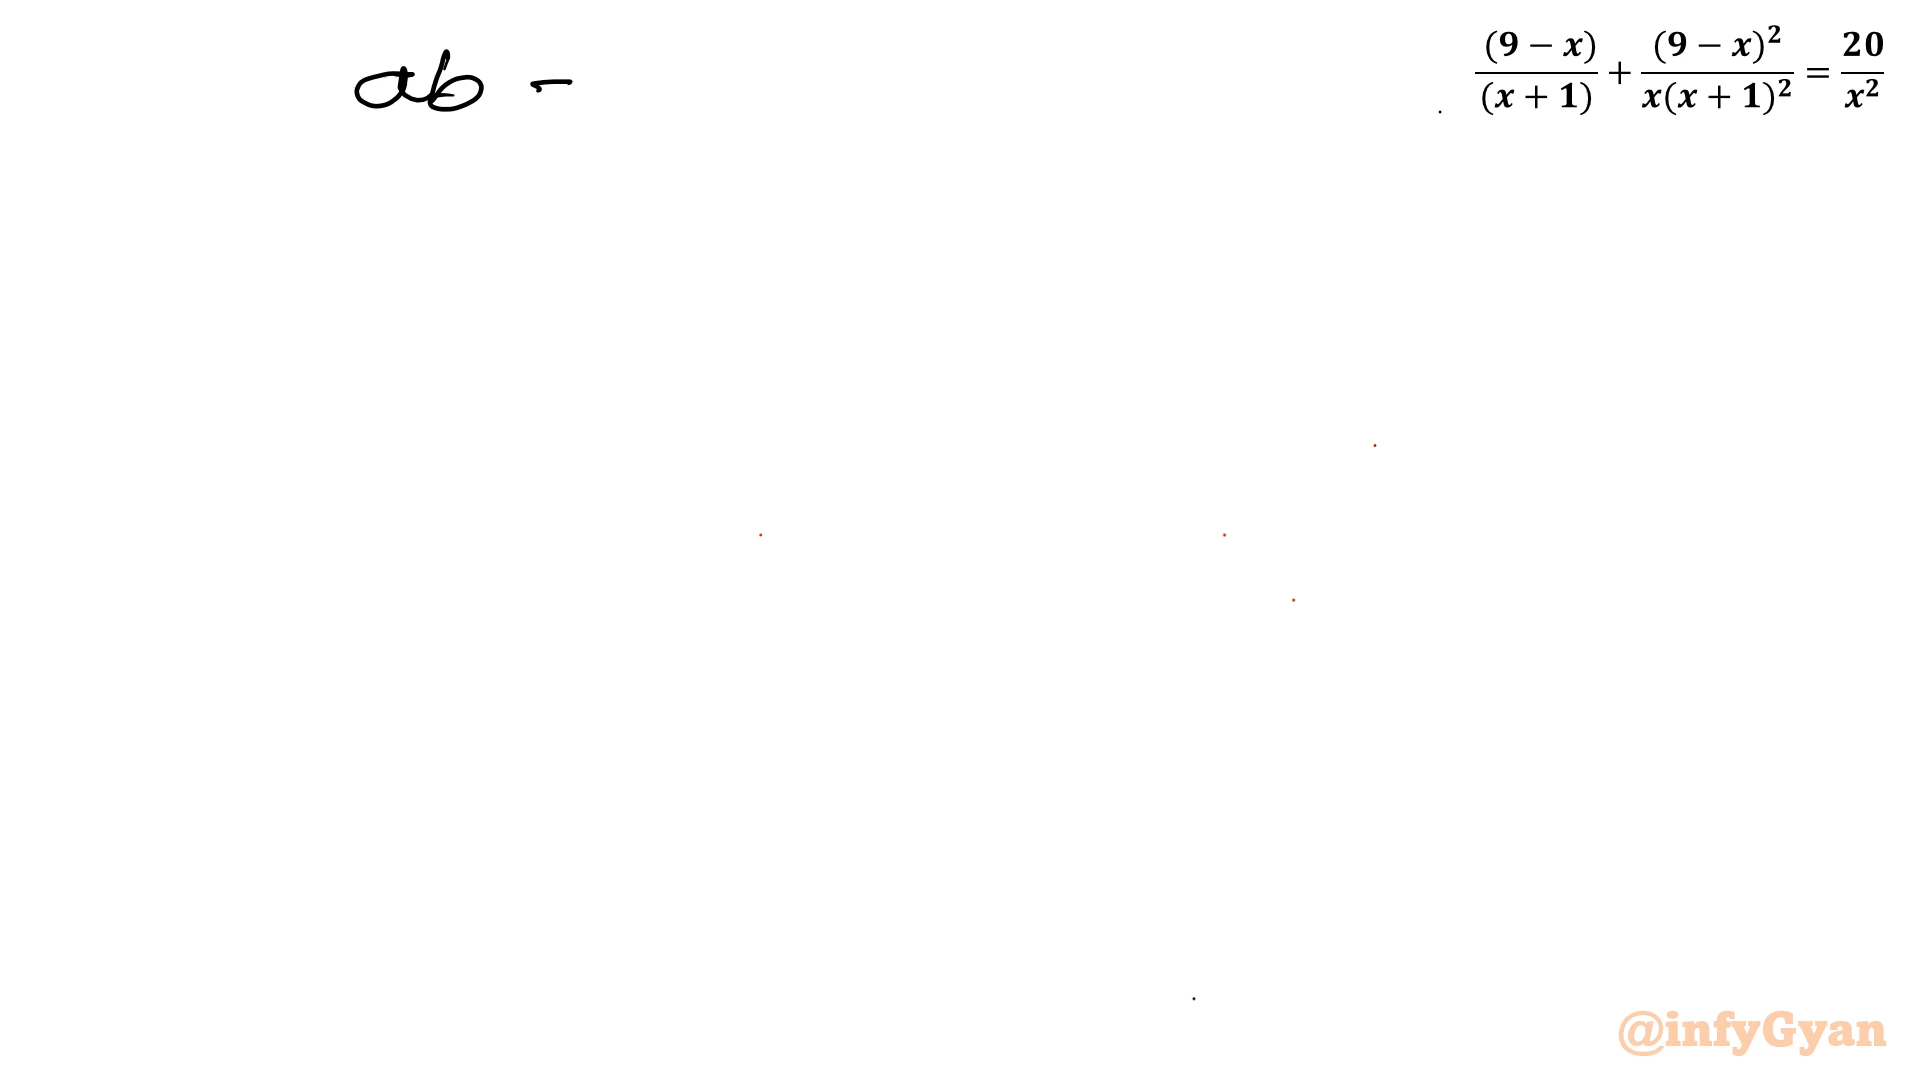 ab -
(9 − x)/(x + 1) + (9 − x)²/x(x + 1)² = 20/x²
@infyGyan